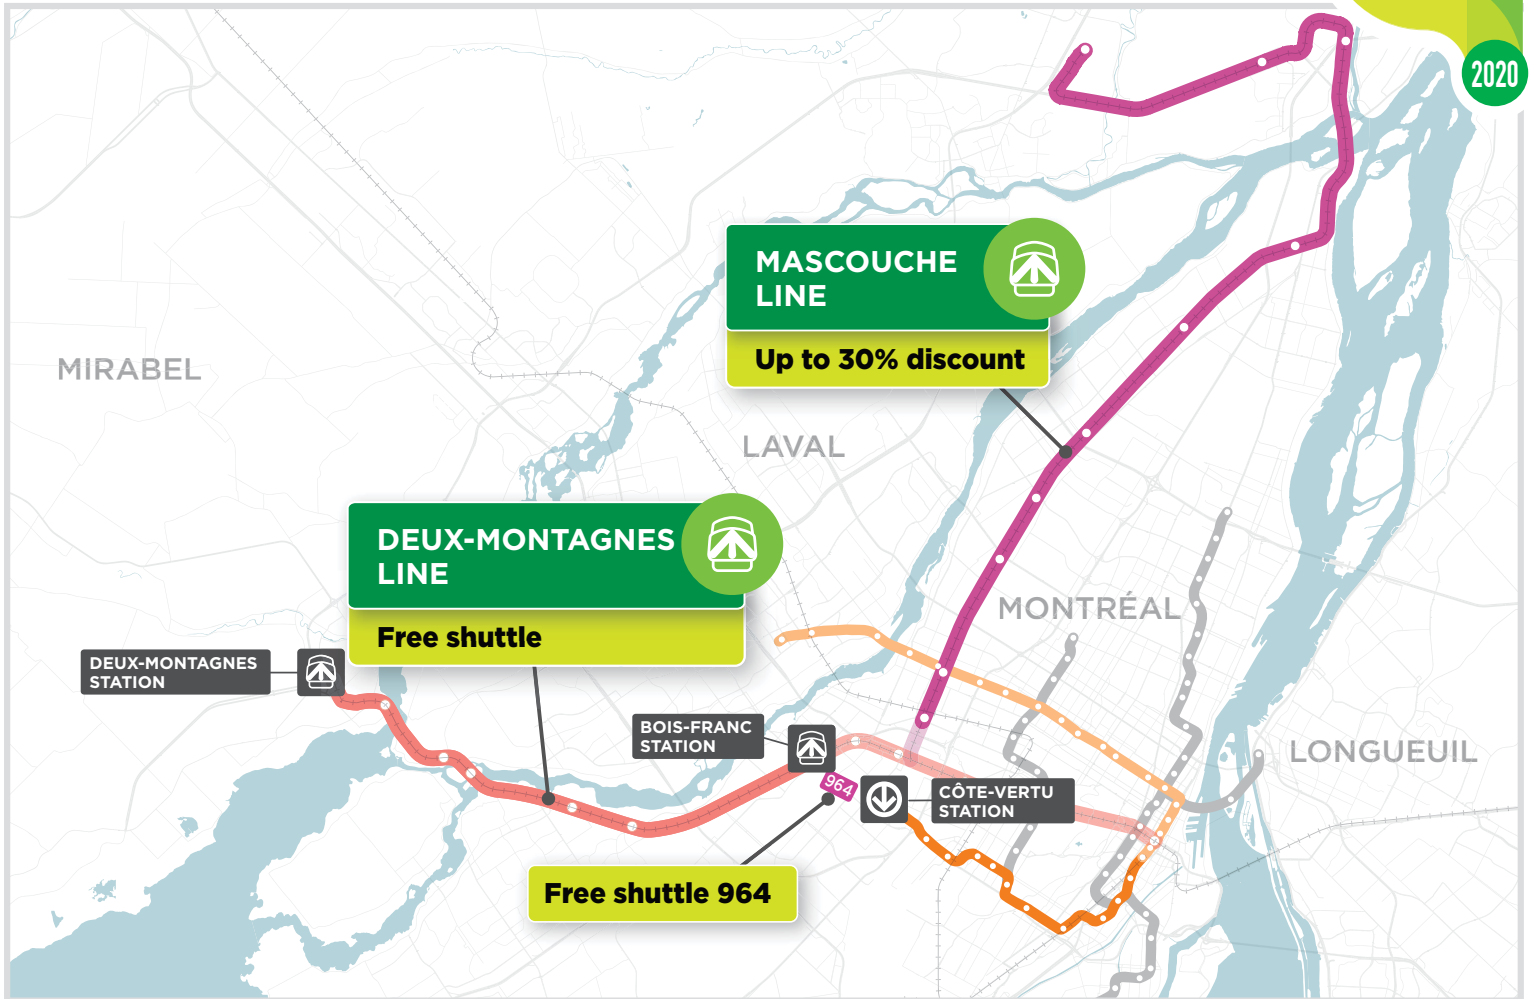 2020
MASCOUCHE
LINE
Up to 30% discount
MIRABEL
LAVAL
DEUX-MONTAGNES
LINE
Free shuttle
MONTRÉAL
DEUX-MONTAGNES
STATION
BOIS-FRANC
STATION
LONGUEUIL
964
CÔTE-VERTU
STATION
Free shuttle 964